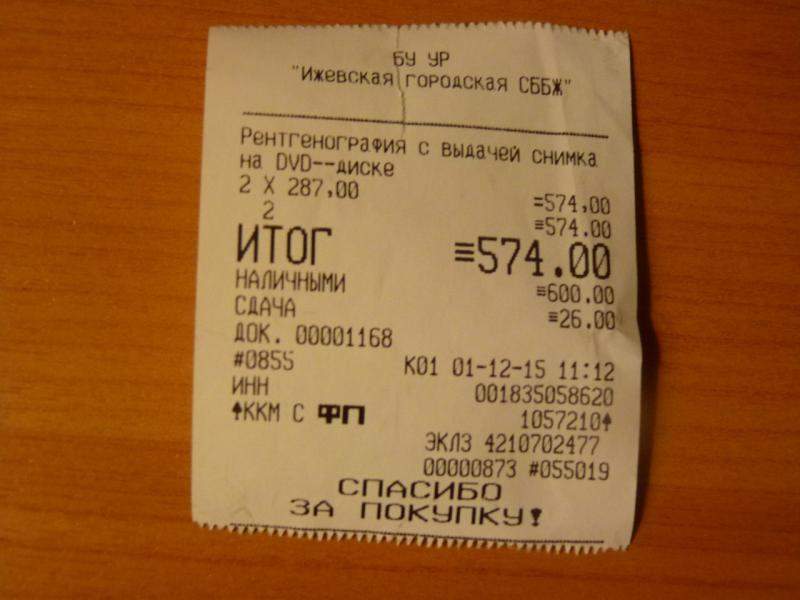 БУ УР
"Ижевская городская СББЖ"
Рентгенография с выдачей снимка
на DVD--диске
2 X 287,00
=574,00
2 ≡574.00
ИТОГ ≡574.00
НАЛИЧНЫМИ ≡600.00
СДАЧА ≡26.00
ДОК. 00001168
#0855 К01 01-12-15 11:12
ИНН 001835058620
ККМ С ФП 1057210
ЭКЛЗ 4210702477
00000873 #055019
СПАСИБО
ЗА ПОКУПКУ!